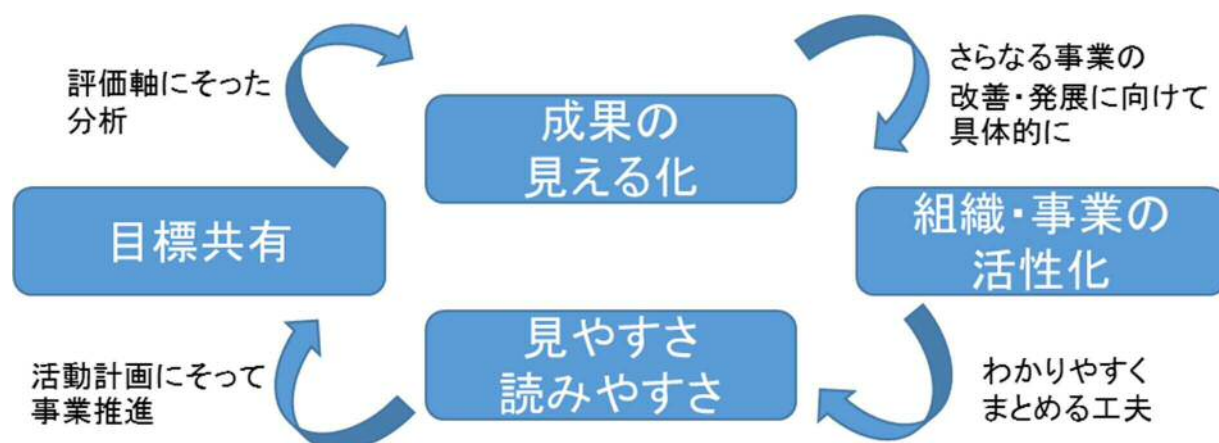 評価軸にそった
分析
成果の
見える化
さらなる事業の
改善・発展に向けて
具体的に
目標共有
組織・事業の
活性化
見やすさ
読みやすさ
活動計画にそって
事業推進
わかりやすく
まとめる工夫